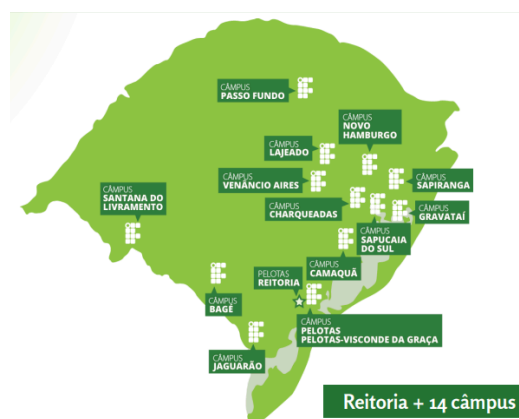 CÂMPUS
PASSO FUNDO
CÂMPUS
NOVO
HAMBURGO
CÂMPUS
LAJEADO
CÂMPUS
VENÂNCIO AIRES
CÂMPUS
SAPIRANGA
CÂMPUS
SANTANA DO
LIVRAMENTO
CÂMPUS
CHARQUEADAS
CÂMPUS
GRAVATAÍ
CÂMPUS
SAPUCAIA
DO SUL
CÂMPUS
CAMAQUÃ
PELOTAS
REITORIA
CÂMPUS
BAGÉ
CÂMPUS
PELOTAS
PELOTAS-VISCONDE DA GRAÇA
CÂMPUS
JAGUARÃO
Reitoria + 14 câmpus